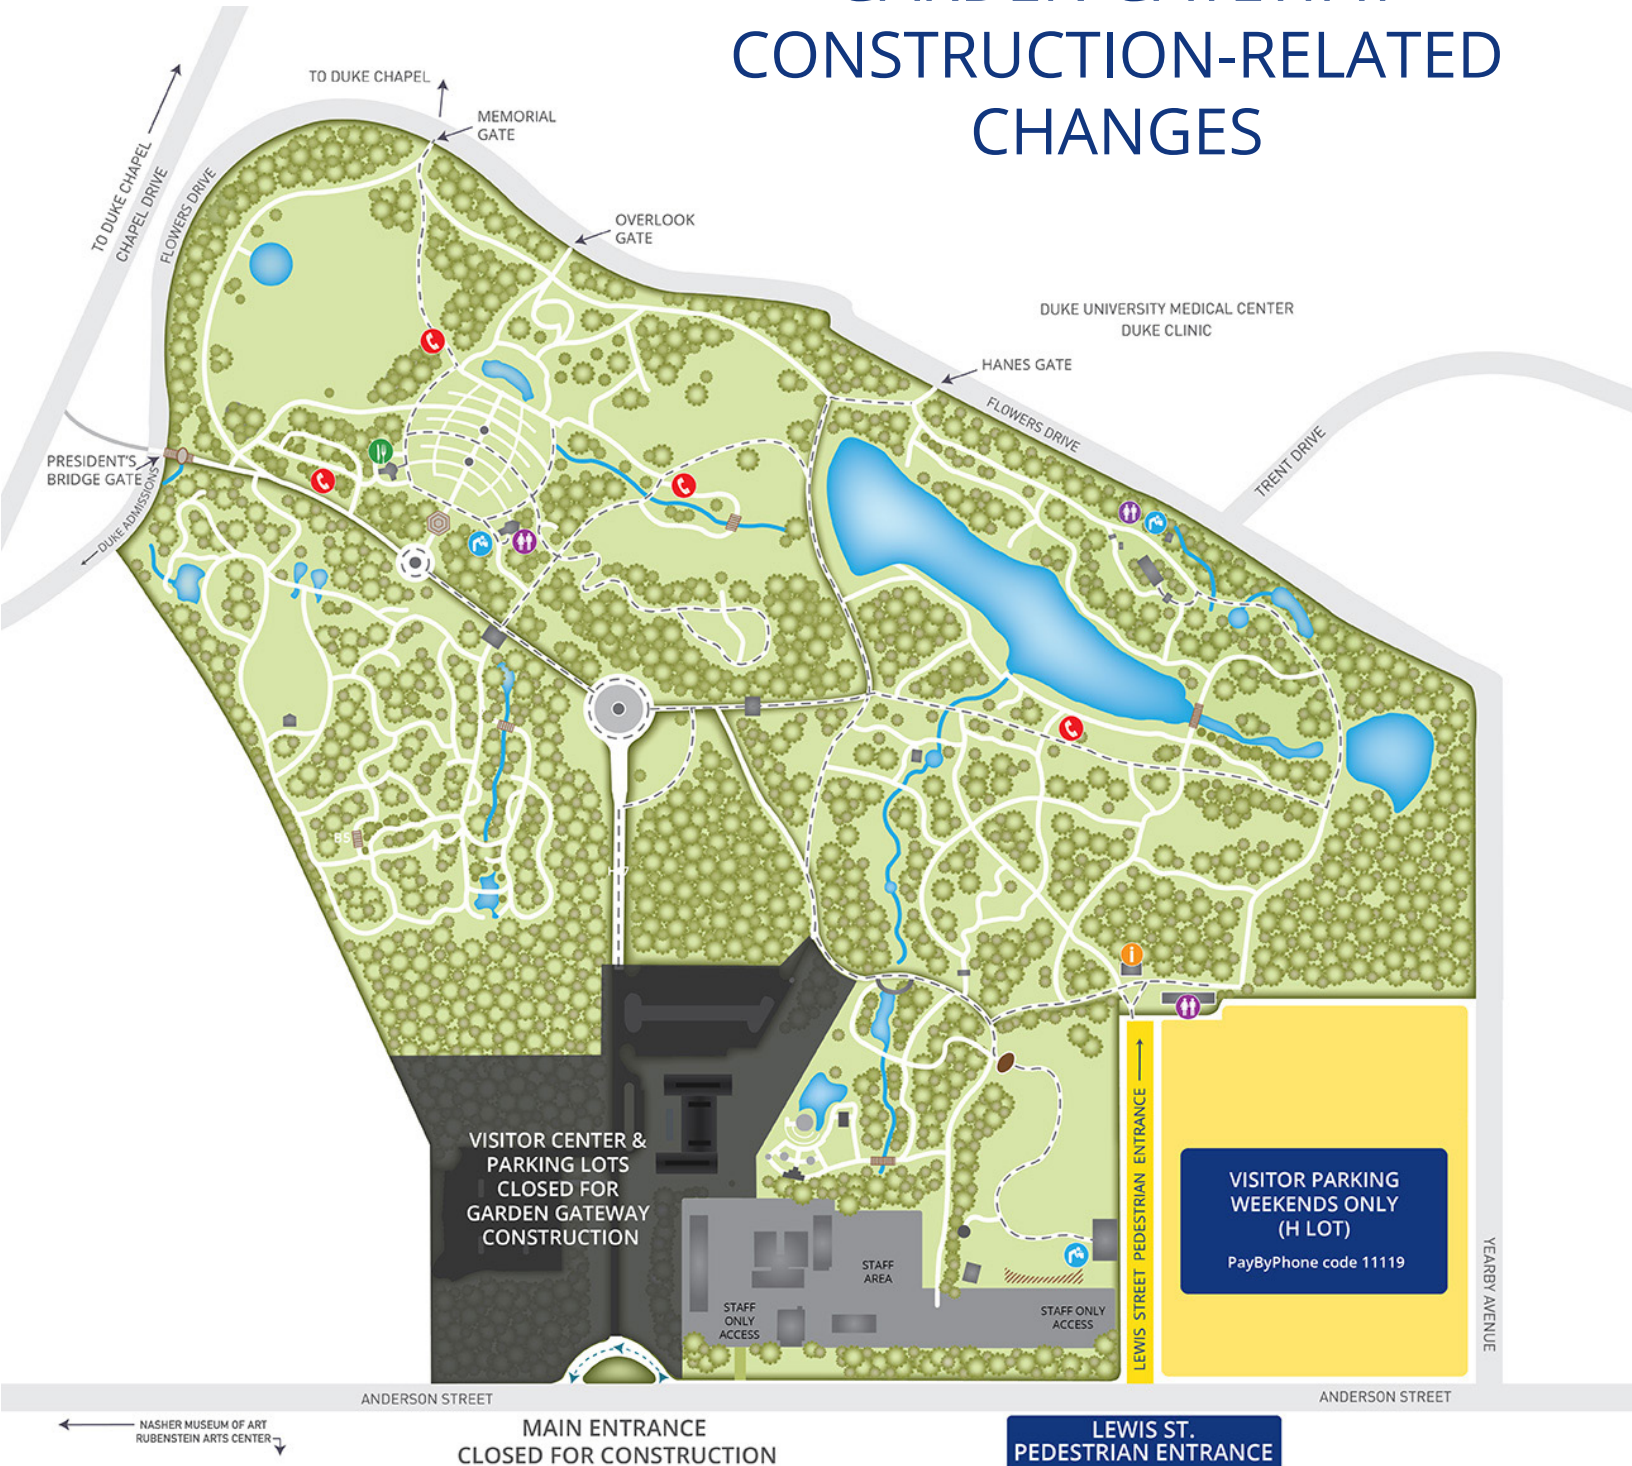 CONSTRUCTION-RELATED
CHANGES
TO DUKE CHAPEL
MEMORIAL
GATE
TO DUKE CHAPEL
CHAPEL DRIVE
FLOWERS DRIVE
OVERLOOK
GATE
DUKE UNIVERSITY MEDICAL CENTER
DUKE CLINIC
HANES GATE
FLOWERS DRIVE
TRENT DRIVE
PRESIDENT'S
BRIDGE GATE
DUKE ADMISSIONS
B5
i
VISITOR CENTER &
PARKING LOTS
CLOSED FOR
GARDEN GATEWAY
CONSTRUCTION
STAFF
AREA
STAFF
ONLY
ACCESS
STAFF ONLY
ACCESS
LEWIS STREET PEDESTRIAN ENTRANCE
VISITOR PARKING
WEEKENDS ONLY
(H LOT)
PayByPhone code 11119
YEARBY AVENUE
ANDERSON STREET
ANDERSON STREET
NASHER MUSEUM OF ART
RUBENSTEIN ARTS CENTER
MAIN ENTRANCE
CLOSED FOR CONSTRUCTION
LEWIS ST.
PEDESTRIAN ENTRANCE